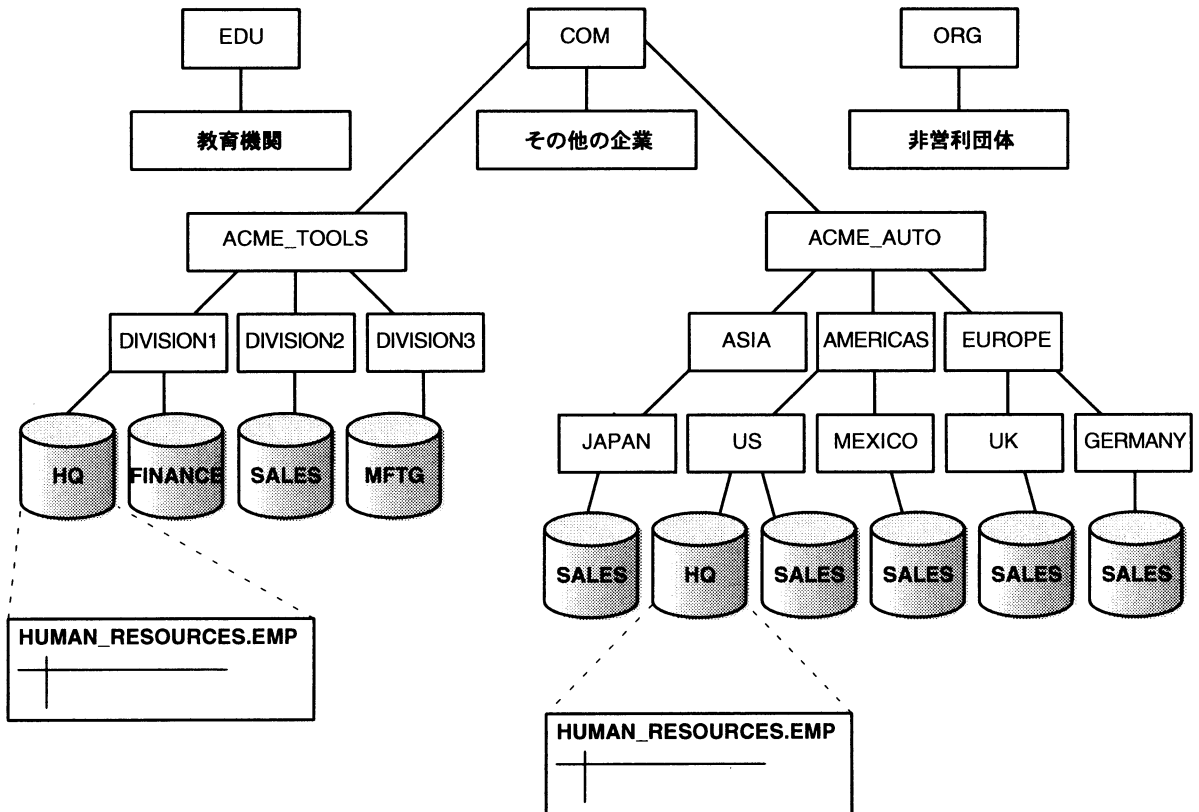 EDU
COM
ORG
教育機関
その他の企業
非営利団体
ACME_TOOLS
ACME_AUTO
DIVISION1
DIVISION2
DIVISION3
ASIA
AMERICAS
EUROPE
HQ
FINANCE
SALES
MFTG
JAPAN
US
MEXICO
UK
GERMANY
SALES
HQ
SALES
SALES
SALES
SALES
HUMAN_RESOURCES.EMP
HUMAN_RESOURCES.EMP